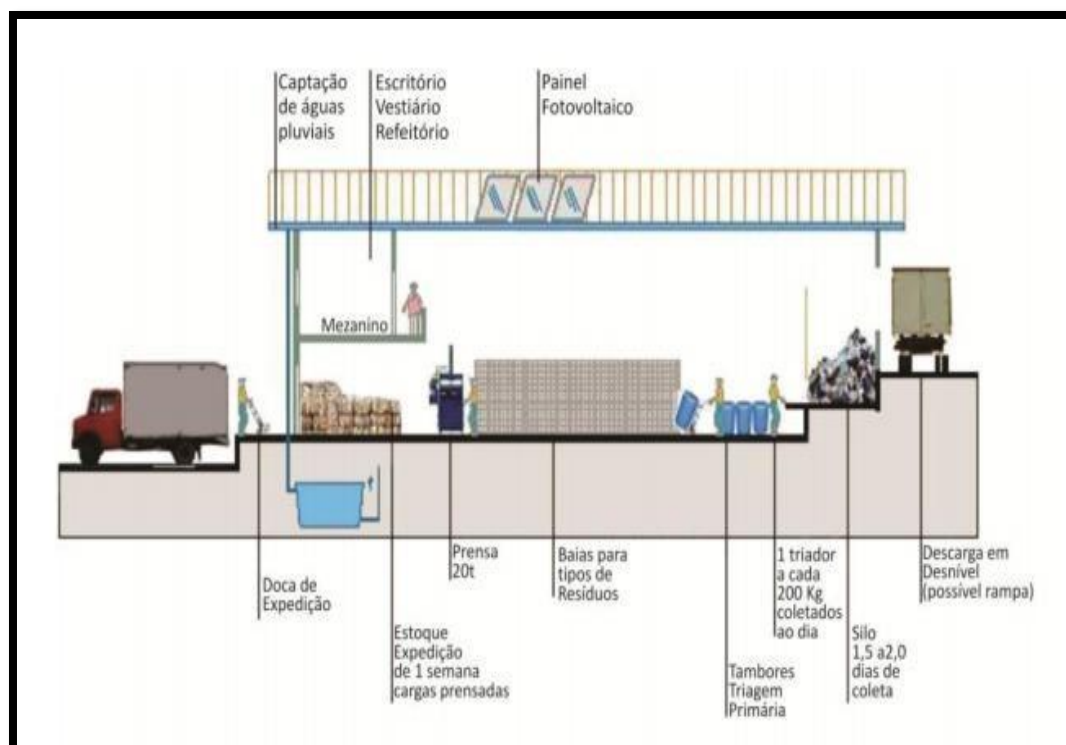 Captação
de águas
pluviais
Escritório
Vestiário
Refeitório
Painel
Fotovoltaico
Mezanino
Doca de
Expedição
Estoque
Expedição
de 1 semana
cargas prensadas
Prensa
20t
Baias para
tipos de
Resíduos
Tambores
Triagem
Primária
1 triador
a cada
200 Kg
coletados
ao dia
Silo
1,5 a2,0
dias de
coleta
Descarga em
Desnível
(possível rampa)